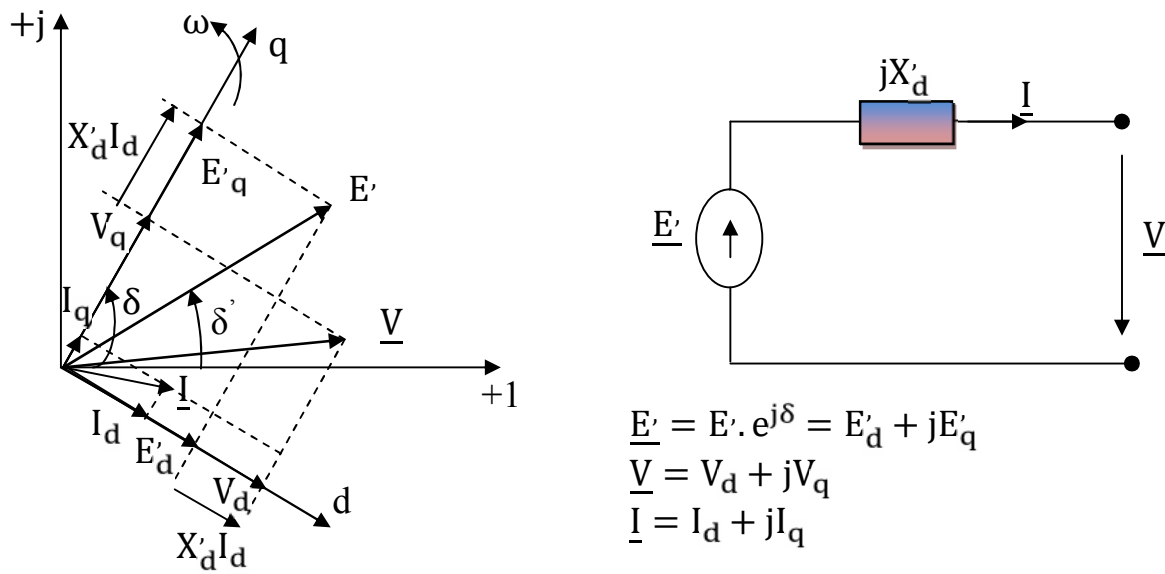 +j
ω
q
X'dId
E'q
E'
Vq
Iq
δ
δ'
V
I
+1
Id
E'd
Vd
d
X'dId
jX'd
I
E'
V
E' = E'. e^jδ = E'd + jE'q
V = Vd + jVq
I = Id + jIq